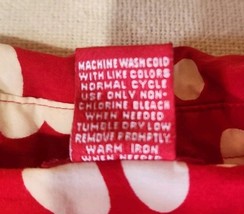 MACHINE WASH COLD
WITH LIKE COLORS
NORMAL CYCLE
USE ONLY NON-
CHLORINE BLEACH
WHEN NEEDED
TUMBLE DRY LOW
REMOVE PROMPTLY.
WARM IRON
WHEN NEEDED